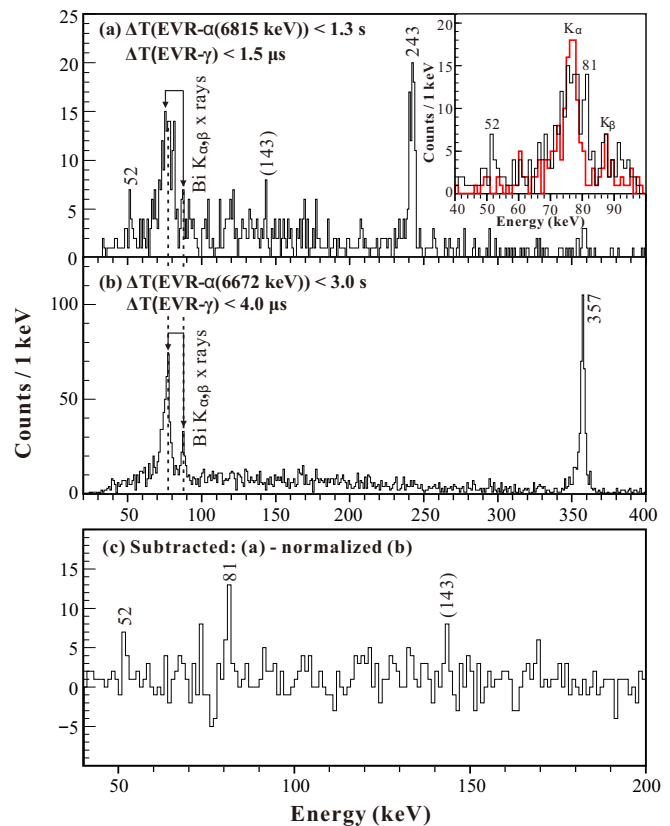 (a) ΔT(EVR-α(6815 keV)) < 1.3 s
ΔT(EVR-γ) < 1.5 μs
Counts / 1 keV
25
20
15
10
5
0
52
Bi Kα,β x rays
(143)
243
Counts / 1 keV
15
10
5
0
52
Kα
81
Kβ
40 50 60 70 80 90
Energy (keV)
(b) ΔT(EVR-α(6672 keV)) < 3.0 s
ΔT(EVR-γ) < 4.0 μs
100
50
0
Bi Kα,β x rays
357
50 100 150 200 250 300 350 400
(c) Subtracted: (a) - normalized (b)
15
10
5
0
−5
52
81
(143)
50 100 150 200
Energy (keV)